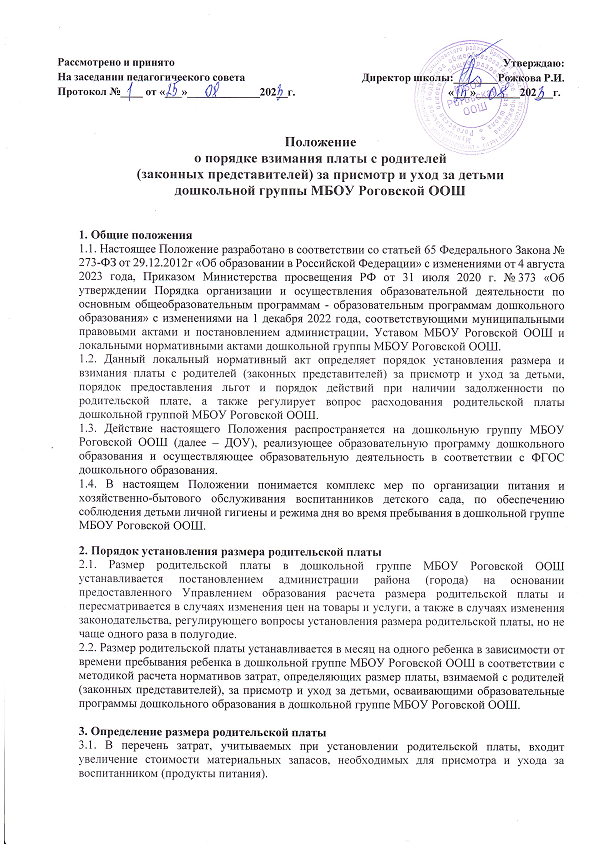 Рассмотрено и принято Утверждаю:
На заседании педагогического совета Директор школы:________Рожкова Р.И.
Протокол № 1 от «25» 08 2023 г. «25» 08 2023 г.
Положение
о порядке взимания платы с родителей
(законных представителей) за присмотр и уход за детьми
дошкольной группы МБОУ Роговской ООШ
1. Общие положения
1.1. Настоящее Положение разработано в соответствии со статьей 65 Федерального Закона №
273-ФЗ от 29.12.2012г «Об образовании в Российской Федерации» с изменениями от 4 августа
2023 года, Приказом Министерства просвещения РФ от 31 июля 2020 г. №373 «Об
утверждении Порядка организации и осуществления образовательной деятельности по
основным общеобразовательным программам - образовательным программам дошкольного
образования» с изменениями на 1 декабря 2022 года, соответствующими муниципальными
правовыми актами и постановлением администрации, Уставом МБОУ Роговской ООШ и
локальными нормативными актами дошкольной группы МБОУ Роговской ООШ.
1.2. Данный локальный нормативный акт определяет порядок установления размера и
взимания платы с родителей (законных представителей) за присмотр и уход за детьми,
порядок предоставления льгот и порядок действий при наличии задолженности по
родительской плате, а также регулирует вопрос расходования родительской платы
дошкольной группой МБОУ Роговской ООШ.
1.3. Действие настоящего Положения распространяется на дошкольную группу МБОУ
Роговской ООШ (далее – ДОУ), реализующее образовательную программу дошкольного
образования и осуществляющее образовательную деятельность в соответствии с ФГОС
дошкольного образования.
1.4. В настоящем Положении понимается комплекс мер по организации питания и
хозяйственно-бытового обслуживания воспитанников детского сада, по обеспечению
соблюдения детьми личной гигиены и режима дня во время пребывания в дошкольной группе
МБОУ Роговской ООШ.
2. Порядок установления размера родительской платы
2.1. Размер родительской платы в дошкольной группе МБОУ Роговской ООШ
устанавливается постановлением администрации района (города) на основании
предоставленного Управлением образования расчета размера родительской платы и
пересматривается в случаях изменения цен на товары и услуги, а также в случаях изменения
законодательства, регулирующего вопросы установления размера родительской платы, но не
чаще одного раза в полугодие.
2.2. Размер родительской платы устанавливается в месяц на одного ребенка в зависимости от
времени пребывания ребенка в дошкольной группе МБОУ Роговской ООШ в соответствии с
методикой расчета нормативов затрат, определяющих размер платы, взимаемой с родителей
(законных представителей), за присмотр и уход за детьми, осваивающими образовательные
программы дошкольного образования в дошкольной группе МБОУ Роговской ООШ.
3. Определение размера родительской платы
3.1. В перечень затрат, учитываемых при установлении родительской платы, входит
увеличение стоимости материальных запасов, необходимых для присмотра и ухода за
воспитанником (продукты питания).